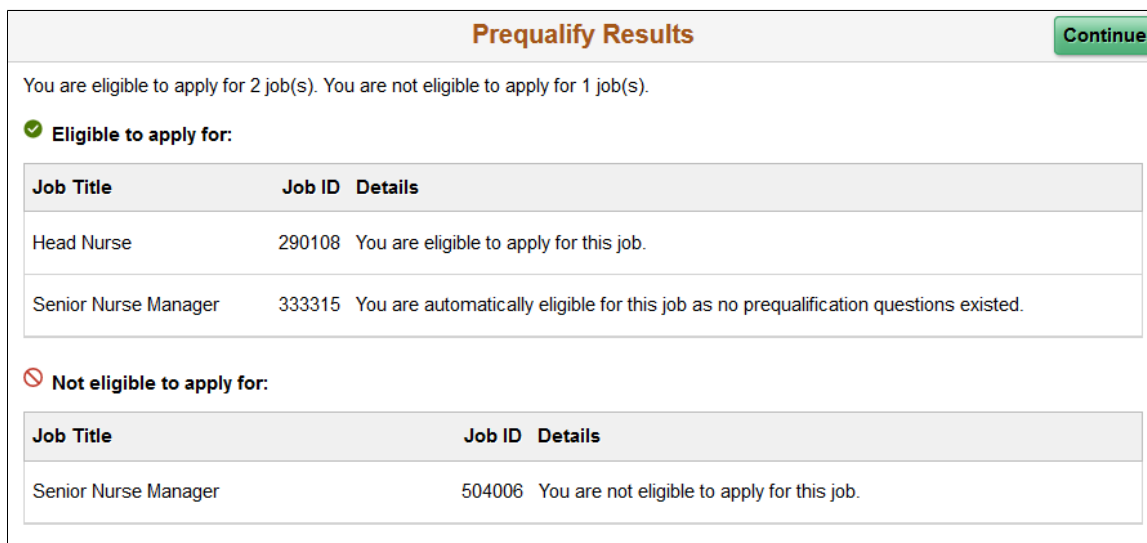 Prequalify Results
Continue
You are eligible to apply for 2 job(s). You are not eligible to apply for 1 job(s).
Eligible to apply for:
Job Title Job ID Details
Head Nurse 290108 You are eligible to apply for this job.
Senior Nurse Manager 333315 You are automatically eligible for this job as no prequalification questions existed.
Not eligible to apply for:
Job Title Job ID Details
Senior Nurse Manager 504006 You are not eligible to apply for this job.